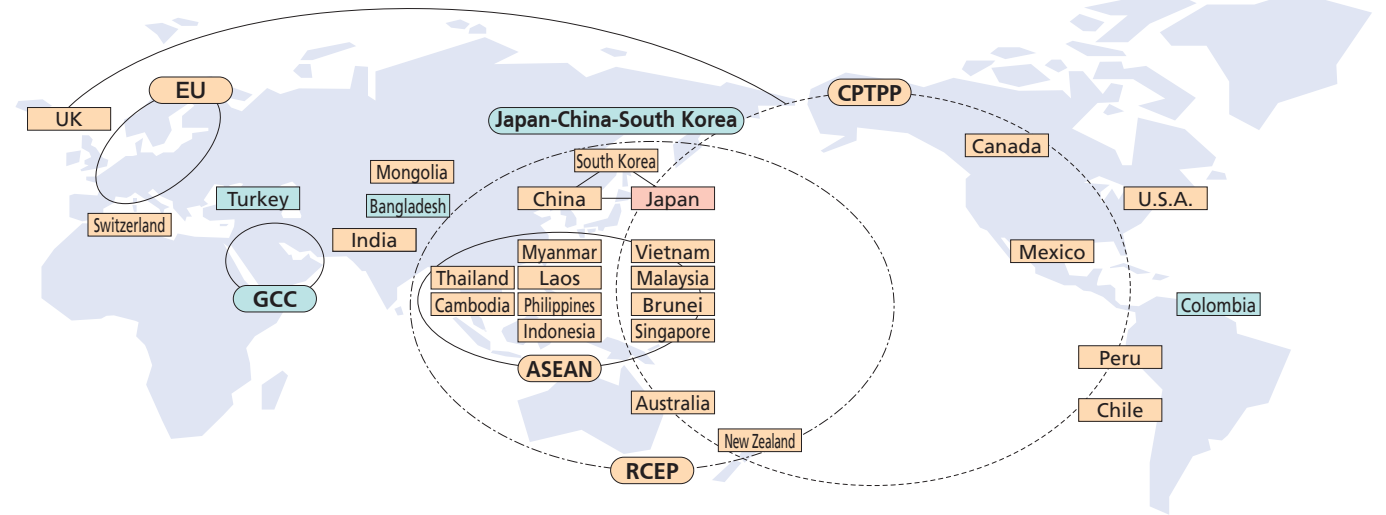 EU
CPTPP
UK
Japan-China-South Korea
Canada
South Korea
Mongolia
Turkey
Bangladesh
China
Japan
U.S.A.
Switzerland
India
Myanmar
Vietnam
Mexico
Thailand
Laos
Malaysia
GCC
Cambodia
Philippines
Brunei
Colombia
Indonesia
Singapore
ASEAN
Peru
Australia
Chile
New Zealand
RCEP